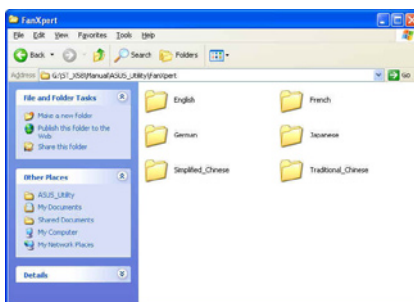 FanXpert
File Edit View Favorites Tools Help
Back Search Folders
Address G:\ST_X58\Manual\ASUS_Utility\FanXpert Go
File and Folder Tasks
Make a new folder
Publish this folder to the
Web
Share this folder
Other Places
ASUS_Utility
My Documents
Shared Documents
My Computer
My Network Places
Details
English
French
German
Japanese
Simplified_Chinese
Traditional_Chinese